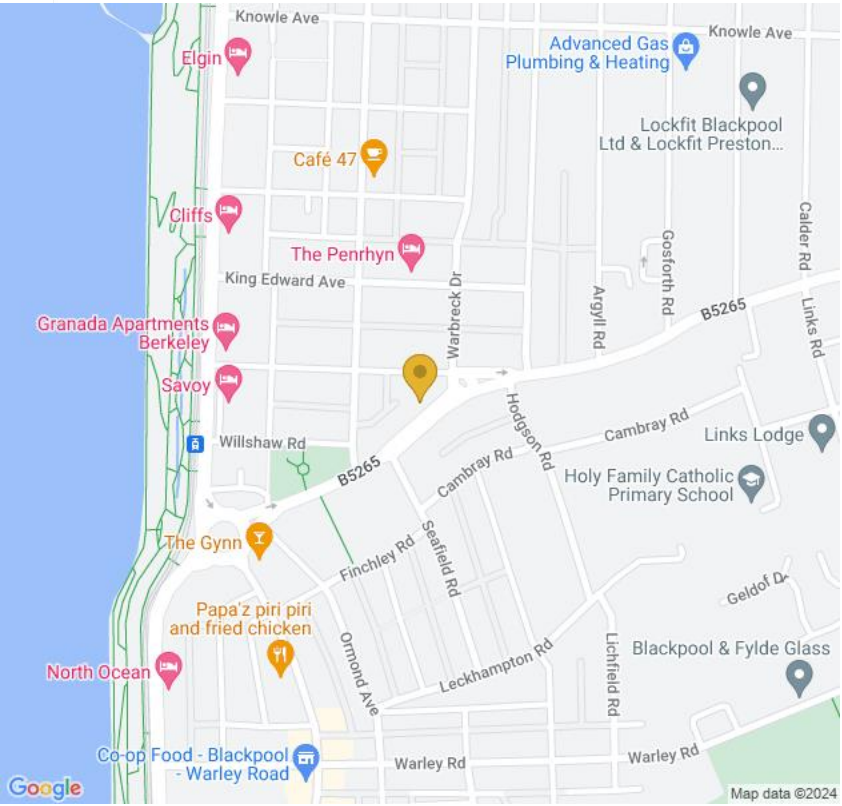 Knowle Ave
Knowle Ave
Elgin
Advanced Gas
Plumbing & Heating
Lockfit Blackpool
Ltd & Lockfit Preston...
Café 47
Cliffs
The Penrhyn
King Edward Ave
Warbreck Dr
Argyll Rd
Gosforth Rd
Calder Rd
Links Rd
B5265
Granada Apartments
Berkeley
Savoy
Willshaw Rd
B5265
Hodgson Rd
Cambray Rd
Cambray Rd
Links Lodge
Holy Family Catholic
Primary School
The Gynn
Finchley Rd
Seafield Rd
Geldof Dr
Papa'z piri piri
and fried chicken
Ormond Ave
Leckhampton Rd
Lichfield Rd
Blackpool & Fylde Glass
North Ocean
Co-op Food - Blackpool
- Warley Road
Warley Rd
Warley Rd
Google
Map data ©2024